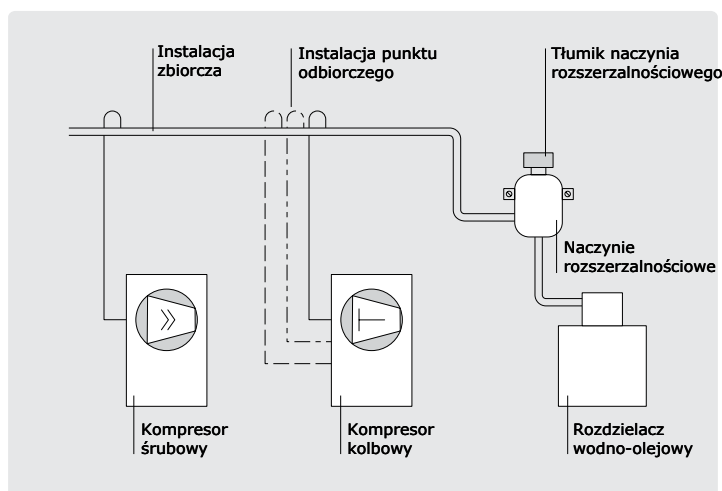 Instalacja
zbiorcza
Instalacja punktu
odbiorczego
Tłumik naczynia
rozszerzalnościowego
Naczynie
rozszerzalnościowe
Kompresor
śrubowy
Kompresor
kolbowy
Rozdzielacz
wodno-olejowy